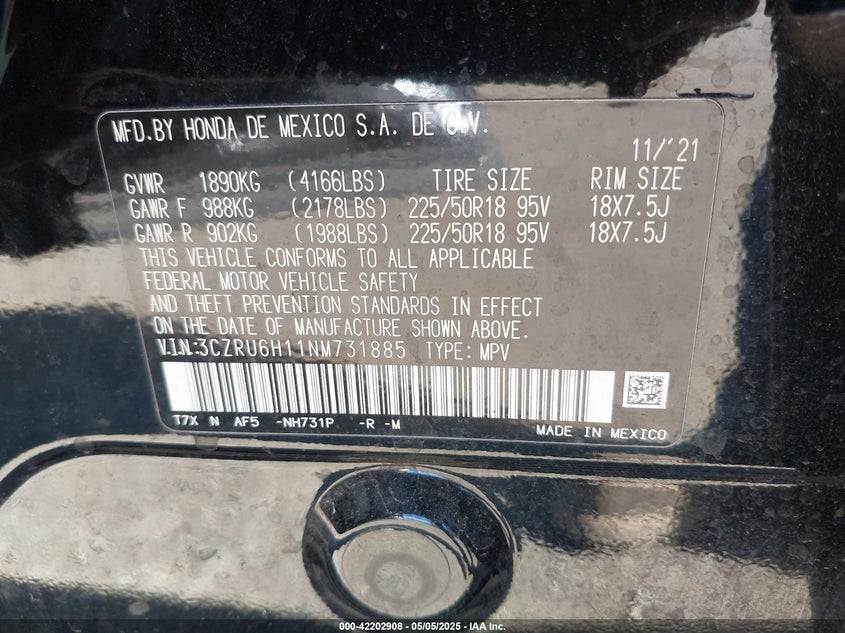 MFD.BY HONDA DE MEXICO S.A. DE C.V.
11/'21
GVWR 1890KG (4166LBS) TIRE SIZE RIM SIZE
GAWR F 988KG (2178LBS) 225/50R18 95V 18X7.5J
GAWR R 902KG (1988LBS) 225/50R18 95V 18X7.5J
THIS VEHICLE CONFORMS TO ALL APPLICABLE
FEDERAL MOTOR VEHICLE SAFETY
AND THEFT PREVENTION STANDARDS IN EFFECT
ON THE DATE OF MANUFACTURE SHOWN ABOVE.
V.I.N:3CZRU6H11NM731885 TYPE: MPV
T7X N AF5 -NH731P -R -M
MADE IN MEXICO
000-42202908 - 05/05/2025 - IAA Inc.